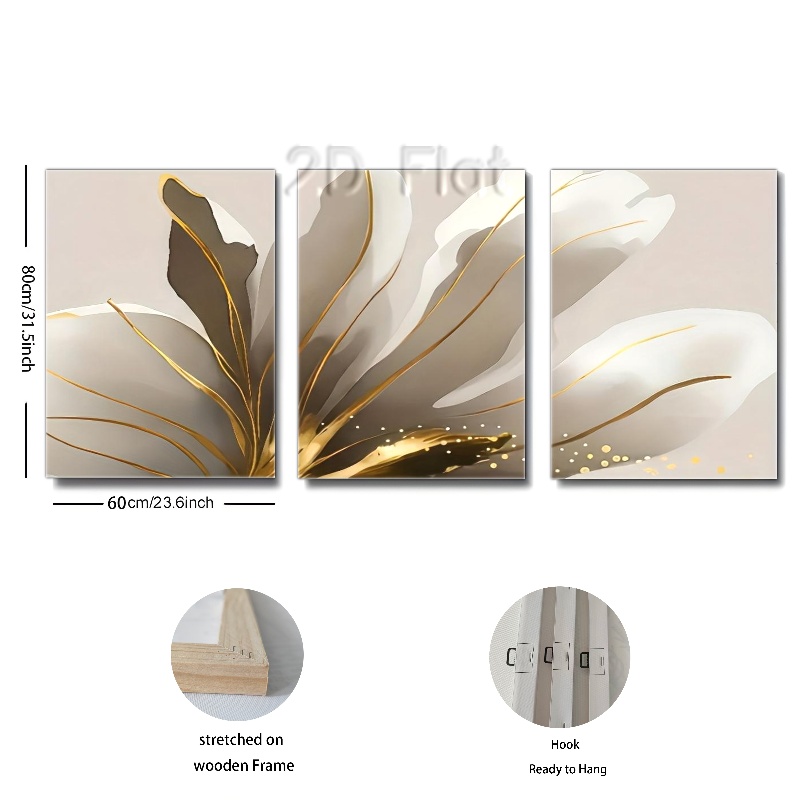 2D Flat
80cm/31.5inch
60cm/23.6inch
stretched on
wooden Frame
Hook
Ready to Hang